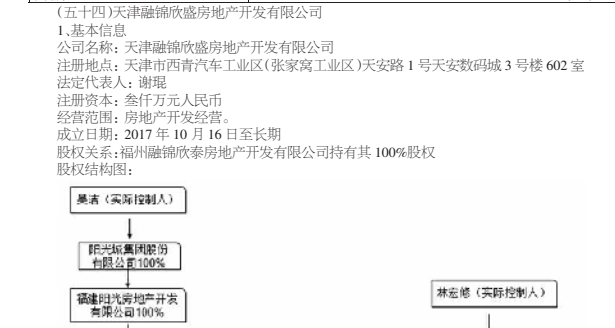 (五十四)天津融锦欣盛房地产开发有限公司
1、基本信息
公司名称：天津融锦欣盛房地产开发有限公司
注册地点：天津市西青汽车工业区(张家窝工业区)天安路1号天安数码城3号楼602室
法定代表人：谢琨
注册资本：叁仟万元人民币
经营范围：房地产开发经营。
成立日期：2017年10月16日至长期
股权关系:福州融锦欣泰房地产开发有限公司持有其100%股权
股权结构图：
吴洁（实际控制人）
阳光城集团股份
有限公司100%
福建阳光房地产开发
有限公司100%
林宏修（实际控制人）